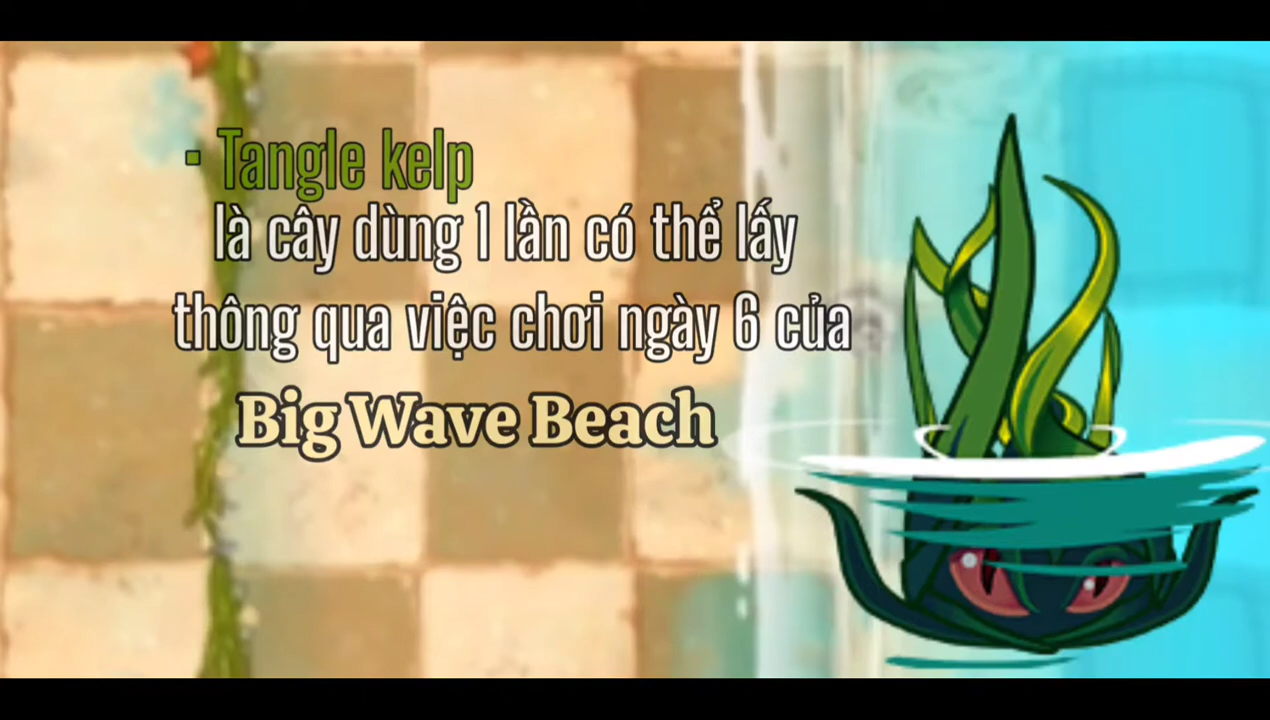 - Tangle kelp
là cây dùng 1 lần có thể lấy
thông qua việc chơi ngày 6 của
Big Wave Beach